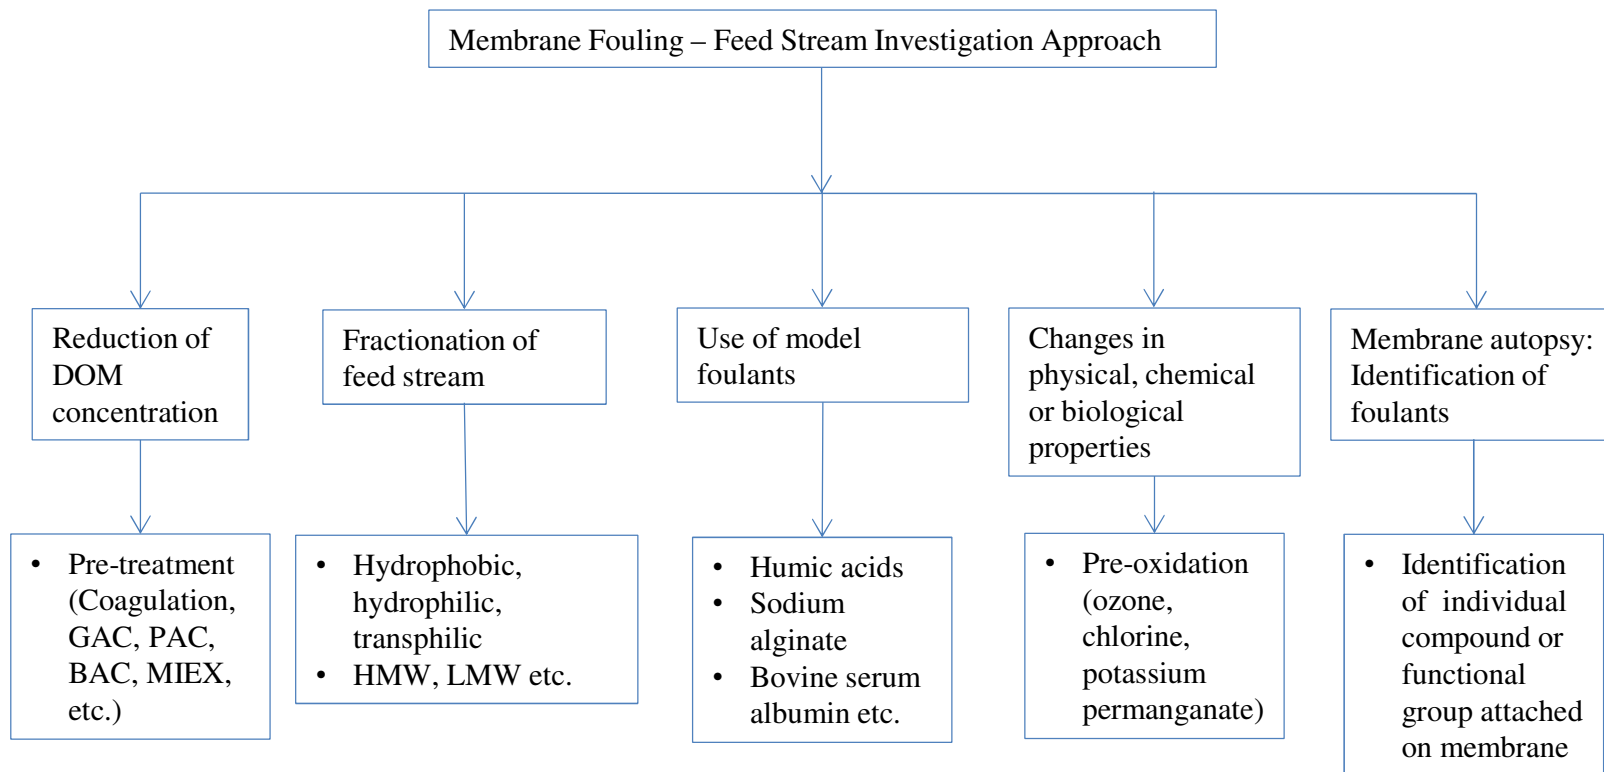 Membrane Fouling – Feed Stream Investigation Approach
Reduction of
DOM
concentration
Fractionation of
feed stream
Use of model
foulants
Changes in
physical, chemical
or biological
properties
Membrane autopsy:
Identification of
foulants
• Pre-treatment
(Coagulation,
GAC, PAC,
BAC, MIEX,
etc.)
• Hydrophobic,
hydrophilic,
transphilic
• HMW, LMW etc.
• Humic acids
• Sodium
alginate
• Bovine serum
albumin etc.
• Pre-oxidation
(ozone,
chlorine,
potassium
permanganate)
• Identification
of individual
compound or
functional
group attached
on membrane